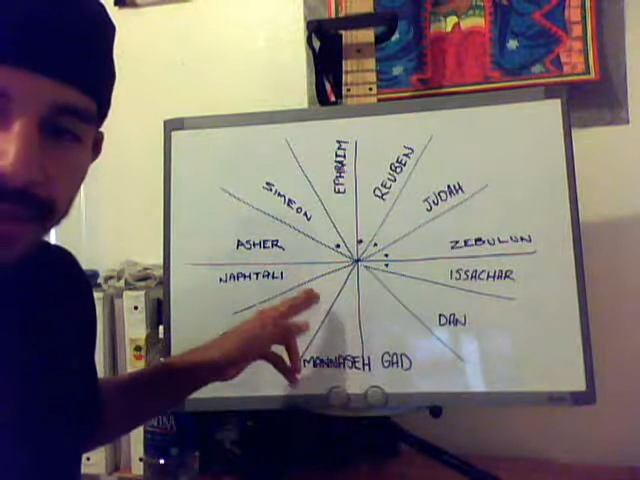 EPHRAIM
REUBEN
SIMEON
JUDAH
ASHER
ZEBULUN
NAPHTALI
ISSACHAR
DAN
MANNASEH
GAD